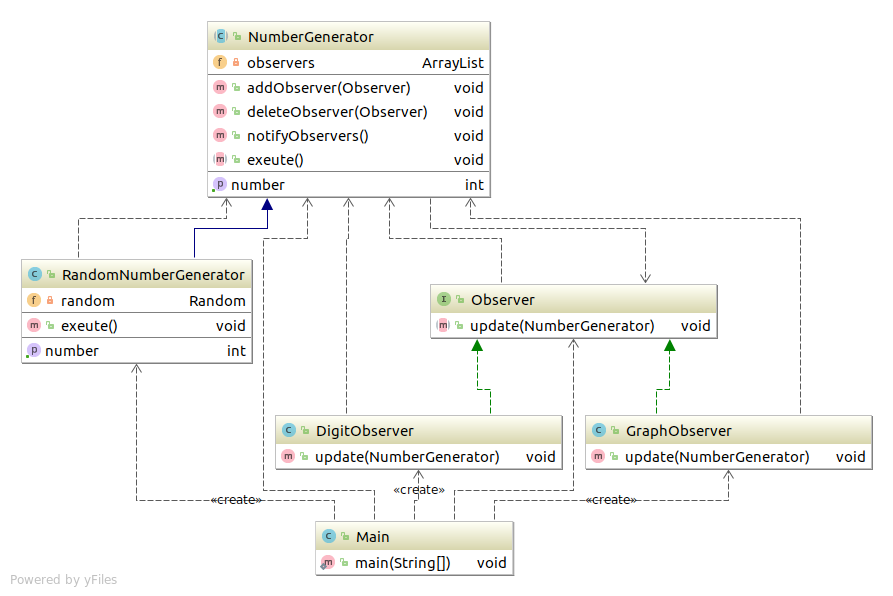 NumberGenerator
observers ArrayList
addObserver(Observer) void
deleteObserver(Observer) void
notifyObservers() void
exeute() void
number int
RandomNumberGenerator
random Random
exeute() void
number int
Observer
update(NumberGenerator) void
DigitObserver
update(NumberGenerator) void
GraphObserver
update(NumberGenerator) void
«create»
«create»
«create»
Main
main(String[]) void
Powered by yFiles